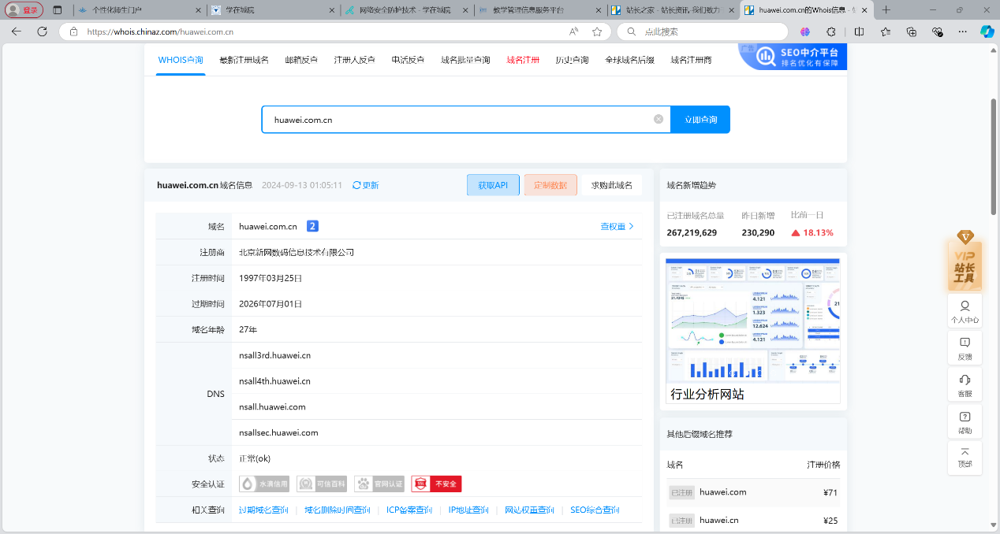 登录
个性化师生门户
学在城院
网络安全防护技术 - 学在城院
教学管理信息服务平台
站长之家 - 站长资讯-我们致力
huawei.com.cn的Whois信息 -
https://whois.chinaz.com/huawei.com.cn
点此搜索
WHOIS查询 最新注册域名 邮箱反查 注册人反查 电话反查 域名批量查询 域名注册 历史查询 全球域名后缀 域名注册商
广告
SEO中介平台
排名优化有保障
huawei.com.cn
立即查询
huawei.com.cn 域名信息 2024-09-13 01:05:11 更新
获取API 定制数据 求购此域名
域名 huawei.com.cn 2 查权重
注册商 北京新网数码信息技术有限公司
注册时间 1997年03月25日
过期时间 2026年07月01日
域名年龄 27年
DNS
nsall3rd.huawei.cn
nsall4th.huawei.cn
nsall.huawei.com
nsallsec.huawei.com
状态 正常(ok)
安全认证 水滴信用 可信百科 官网认证 SSL 不安全
相关查询 过期域名查询 域名删除时间查询 ICP备案查询 IP地址查询 网站权重查询 SEO综合查询
域名新增趋势
已注册域名总量 昨日新增 比前一日
267,219,629 230,290 18.13%
21.4245
4.121
1.323
12.624
4.121
行业分析网站
其他后缀域名推荐
域名 注册价格
已注册 huawei.com ¥71
已注册 huawei.cn ¥25
V
VIP
站长
工具
个人中心
反馈
客服
帮助
顶部